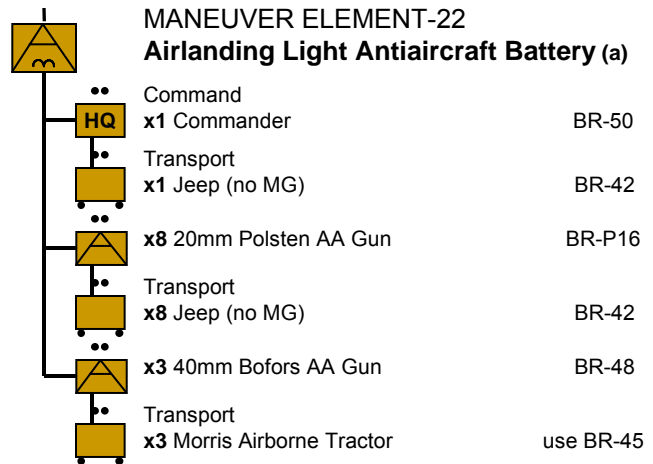 MANEUVER ELEMENT-22
Airlanding Light Antiaircraft Battery (a)
Command
HQ x1 Commander BR-50
Transport
x1 Jeep (no MG) BR-42
x8 20mm Polsten AA Gun BR-P16
Transport
x8 Jeep (no MG) BR-42
x3 40mm Bofors AA Gun BR-48
Transport
x3 Morris Airborne Tractor use BR-45